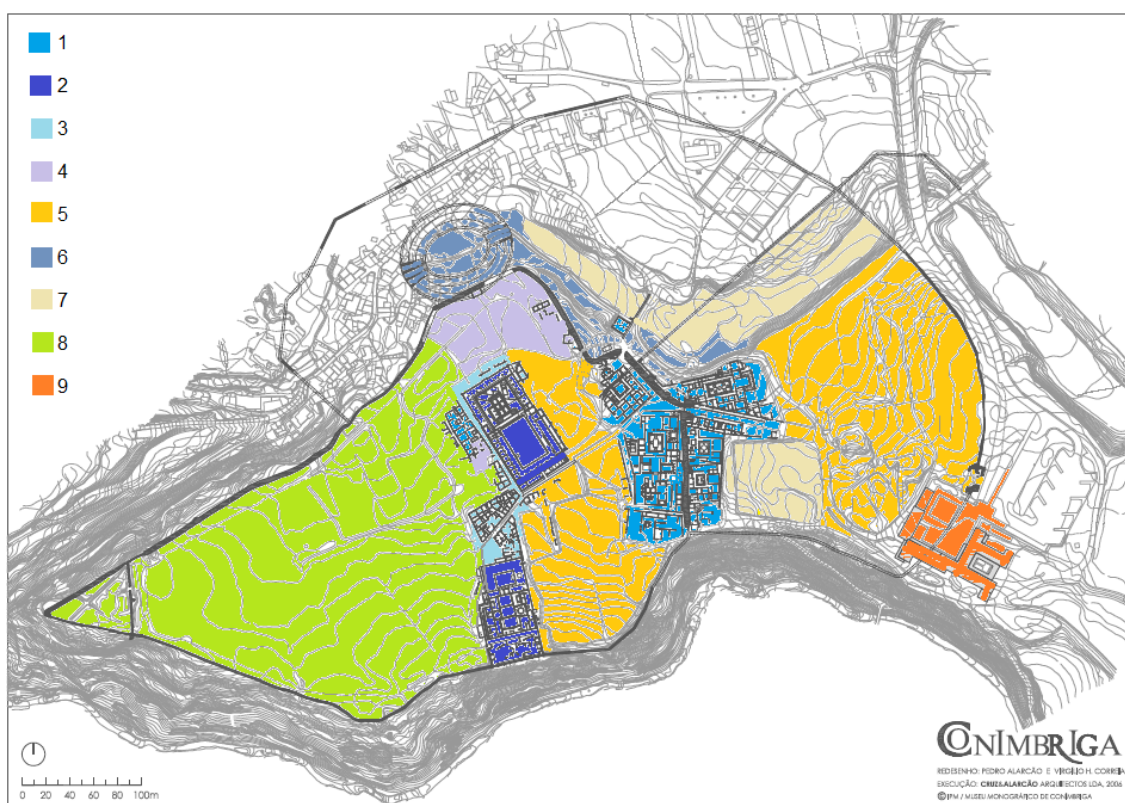 1
2
3
4
5
6
7
8
9
0 20 40 60 80 100m
CONIMBRIGA
REDESENHO: PEDRO ALARCÃO E VIRGÍLIO H. CORREIA
EXECUÇÃO: CRUZ&ALARCÃO ARQUITECTOS LDA, 2004
© IPM / MUSEU MONOGRÁFICO DE CONIMBRIGA